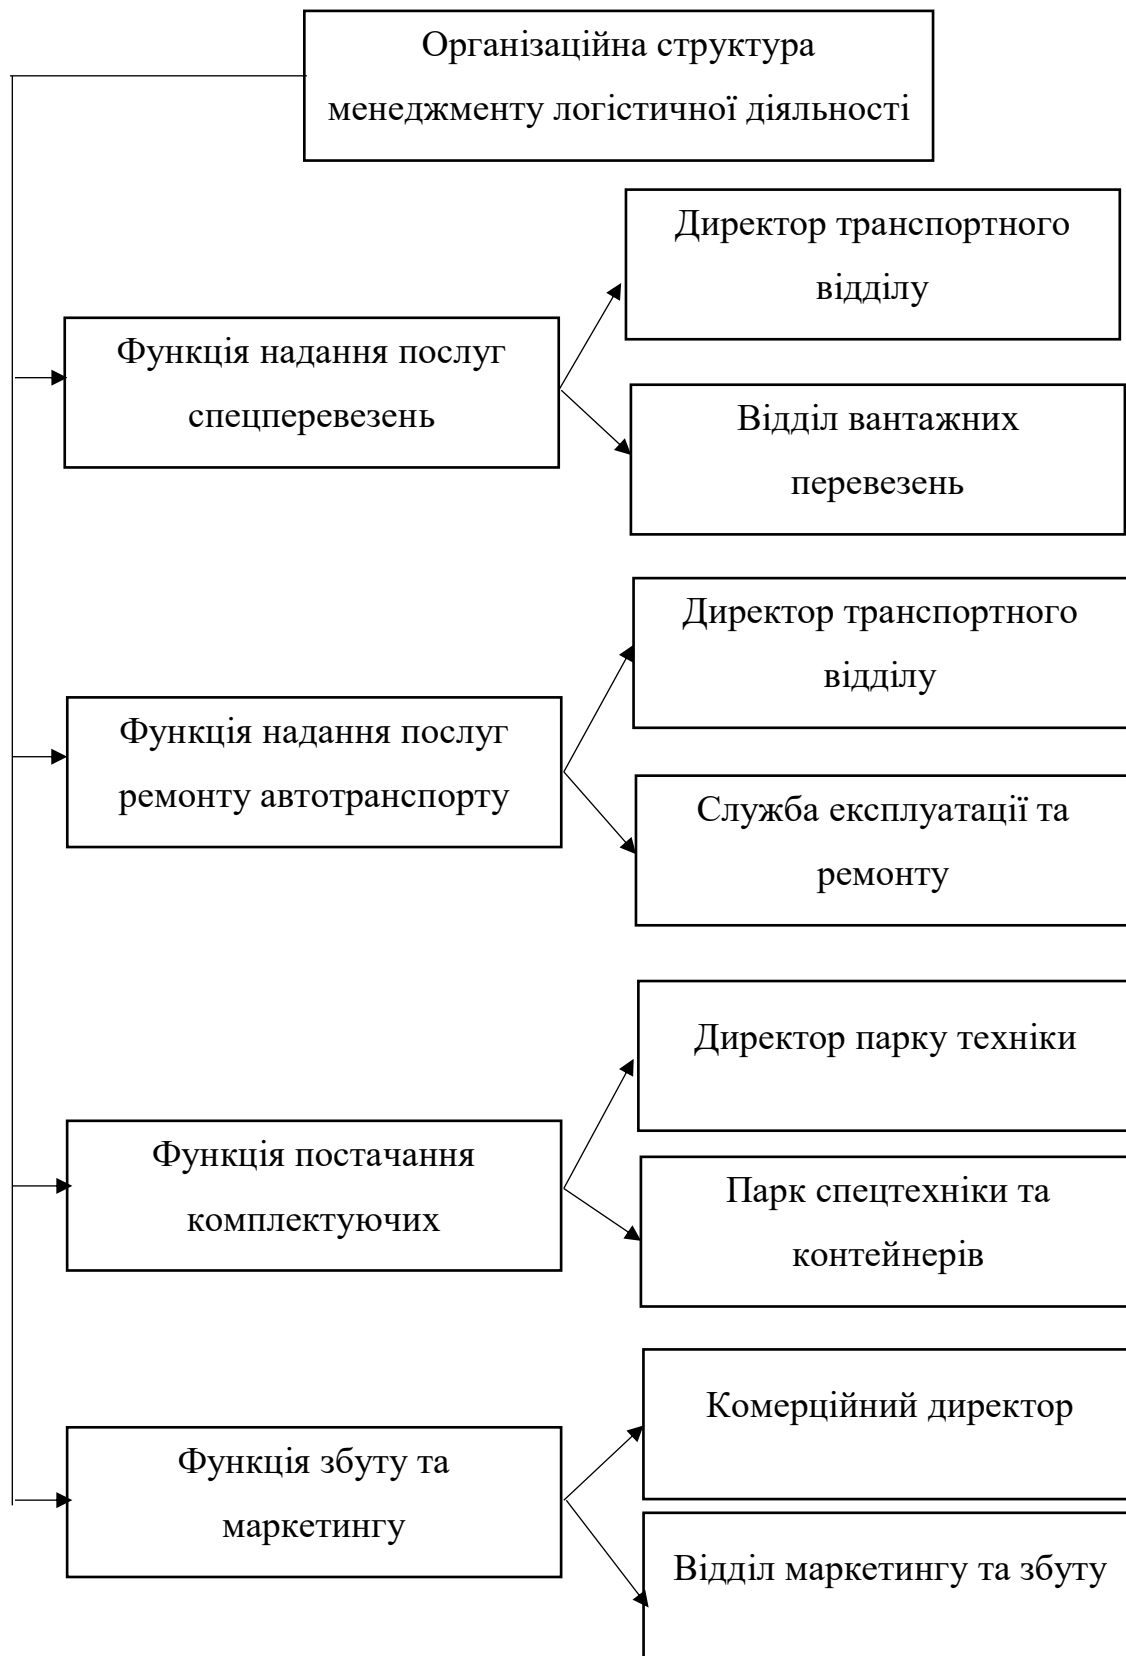 Організаційна структура
менеджменту логістичної діяльності
Директор транспортного
відділу
Функція надання послуг
спецперевезень
Відділ вантажних
перевезень
Директор транспортного
відділу
Функція надання послуг
ремонту автотранспорту
Служба експлуатації та
ремонту
Директор парку техніки
Функція постачання
комплектуючих
Парк спецтехніки та
контейнерів
Комерційний директор
Функція збуту та
маркетингу
Відділ маркетингу та збуту